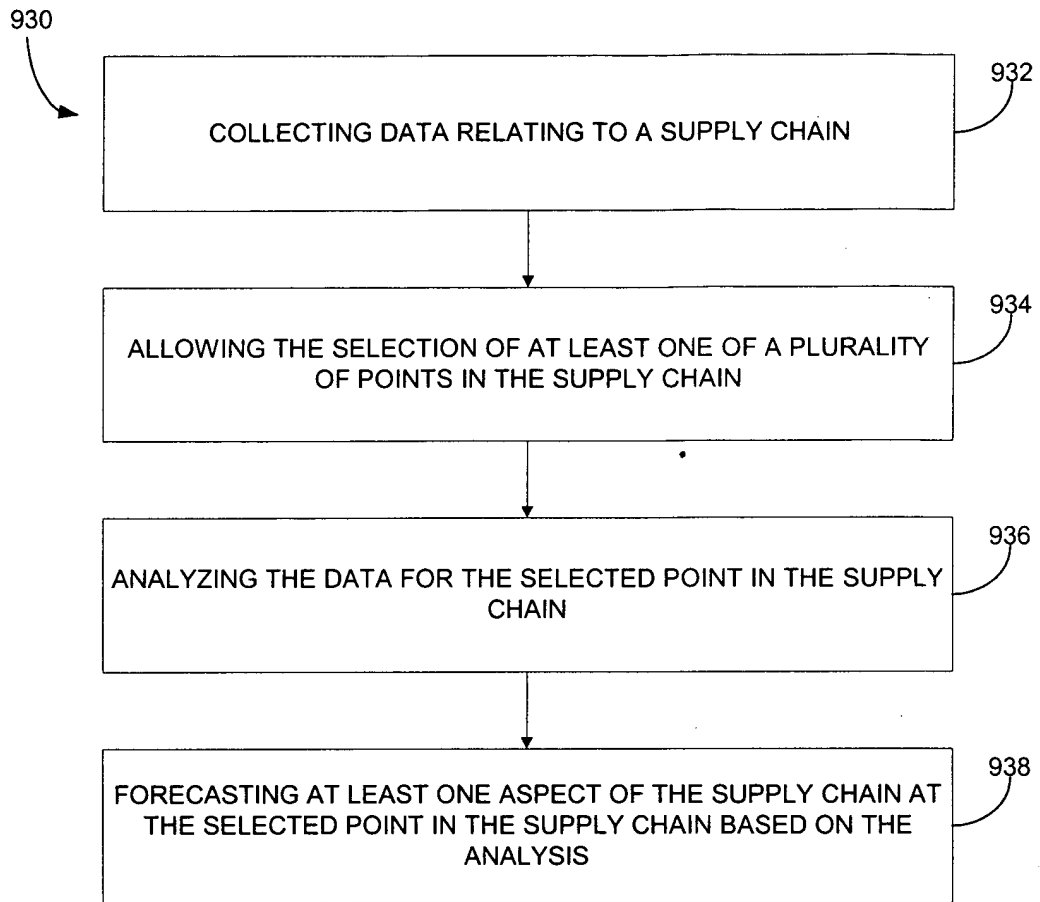 930
932
COLLECTING DATA RELATING TO A SUPPLY CHAIN
934
ALLOWING THE SELECTION OF AT LEAST ONE OF A PLURALITY
OF POINTS IN THE SUPPLY CHAIN
936
ANALYZING THE DATA FOR THE SELECTED POINT IN THE SUPPLY
CHAIN
938
FORECASTING AT LEAST ONE ASPECT OF THE SUPPLY CHAIN AT
THE SELECTED POINT IN THE SUPPLY CHAIN BASED ON THE
ANALYSIS